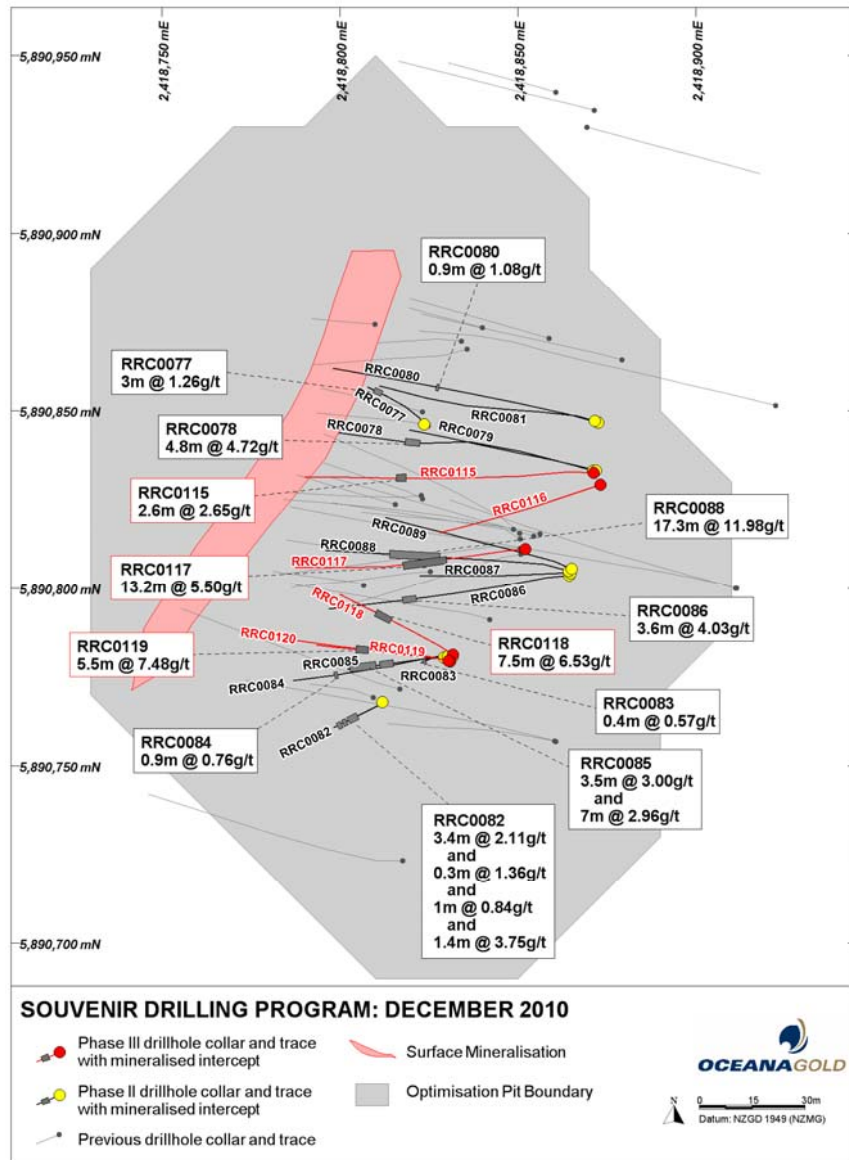 2,418,750 mE
2,418,800 mE
2,418,850 mE
2,418,900 mE
5,890,950 mN
5,890,900 mN
5,890,850 mN
5,890,800 mN
5,890,750 mN
5,890,700 mN
RRC0080
0.9m @ 1.08g/t
RRC0077
3m @ 1.26g/t
RRC0078
4.8m @ 4.72g/t
RRC0115
2.6m @ 2.65g/t
RRC0117
13.2m @ 5.50g/t
RRC0119
5.5m @ 7.48g/t
RRC0084
0.9m @ 0.76g/t
RRC0088
17.3m @ 11.98g/t
RRC0086
3.6m @ 4.03g/t
RRC0118
7.5m @ 6.53g/t
RRC0083
0.4m @ 0.57g/t
RRC0085
3.5m @ 3.00g/t
and
7m @ 2.96g/t
RRC0082
3.4m @ 2.11g/t
and
0.3m @ 1.36g/t
and
1m @ 0.84g/t
and
1.4m @ 3.75g/t
RRC0080
RRC0077
RRC0081
RRC0078
RRC0079
RRC0115
RRC0116
RRC0089
RRC0088
RRC0117
RRC0087
RRC0086
RRC0118
RRC0120
RRC0119
RRC0085
RRC0083
RRC0084
RRC0082
SOUVENIR DRILLING PROGRAM: DECEMBER 2010
Phase III drillhole collar and trace
with mineralised intercept
Phase II drillhole collar and trace
with mineralised intercept
Previous drillhole collar and trace
Surface Mineralisation
Optimisation Pit Boundary
OCEANAGOLD
N
0 15 30m
Datum: NZGD 1949 (NZMG)